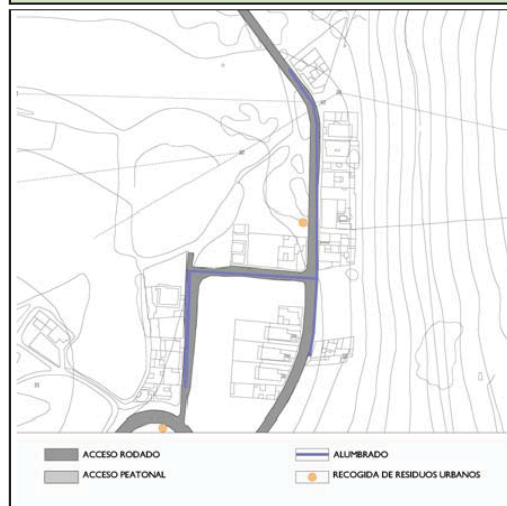 ACCESO RODADO
ALUMBRADO
ACCESO PEATONAL
RECOGIDA DE RESIDUOS URBANOS